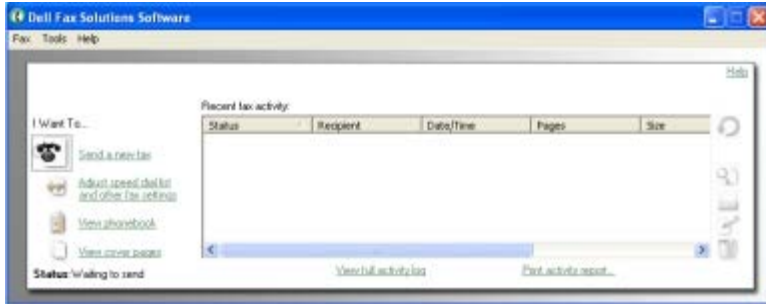 Dell Fax Solutions Software
Fax Tools Help
Help
Recent fax activity:
I Want To...
Status Recipient Date/Time Pages Size
Send a new fax
Adjust speed dial list
and other fax settings
View phonebook
View cover pages
Status: Waiting to send
View full activity log
Print activity report...